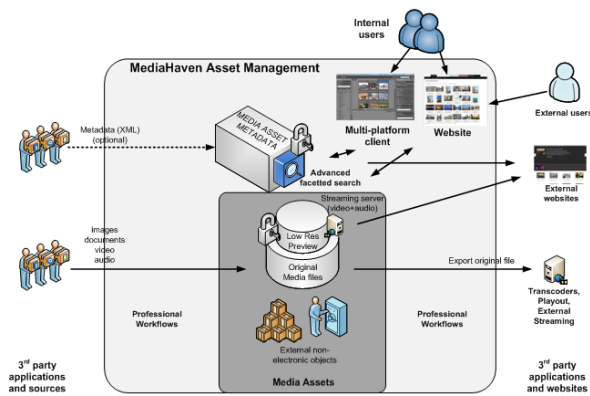 Internal
users
MediaHaven Asset Management
External users
Metadata (XML)
(optional)
MEDIA ASSET
METADATA
Multi-platform
client
Website
Advanced
facetted search
External
websites
Streaming server
(video+audio)
images
documents
video
audio
Low Res
Preview
Original
Media files
Export original file
Transcoders,
Playout,
External
Streaming
Professional
Workflows
Professional
Workflows
External non-
electronic objects
Media Assets
3rd party
applications
and sources
3rd party
applications
and websites